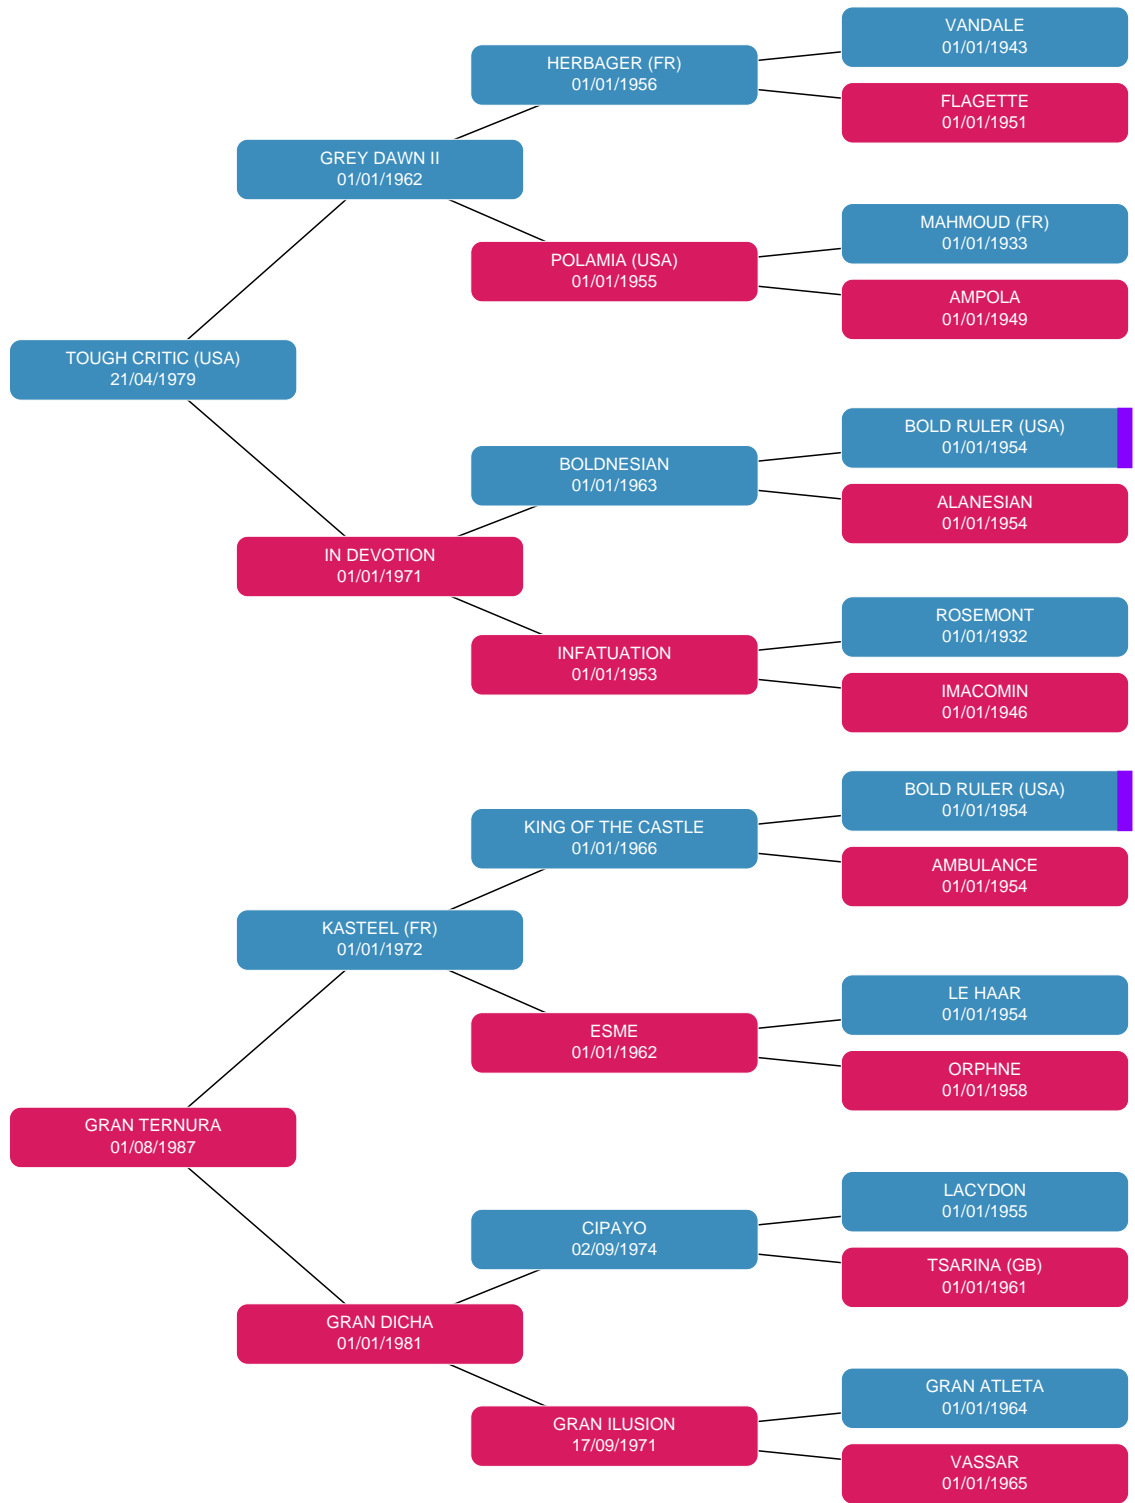 VANDALE
01/01/1943
HERBAGER (FR)
01/01/1956
FLAGETTE
01/01/1951
GREY DAWN II
01/01/1962
MAHMOUD (FR)
01/01/1933
POLAMIA (USA)
01/01/1955
AMPOLA
01/01/1949
TOUGH CRITIC (USA)
21/04/1979
BOLD RULER (USA)
01/01/1954
BOLDNESIAN
01/01/1963
ALANESIAN
01/01/1954
IN DEVOTION
01/01/1971
ROSEMONT
01/01/1932
INFATUATION
01/01/1953
IMACOMIN
01/01/1946
BOLD RULER (USA)
01/01/1954
KING OF THE CASTLE
01/01/1966
AMBULANCE
01/01/1954
KASTEEL (FR)
01/01/1972
LE HAAR
01/01/1954
ESME
01/01/1962
ORPHNE
01/01/1958
GRAN TERNURA
01/08/1987
LACYDON
01/01/1955
CIPAYO
02/09/1974
TSARINA (GB)
01/01/1961
GRAN DICHA
01/01/1981
GRAN ATLETA
01/01/1964
GRAN ILUSION
17/09/1971
VASSAR
01/01/1965